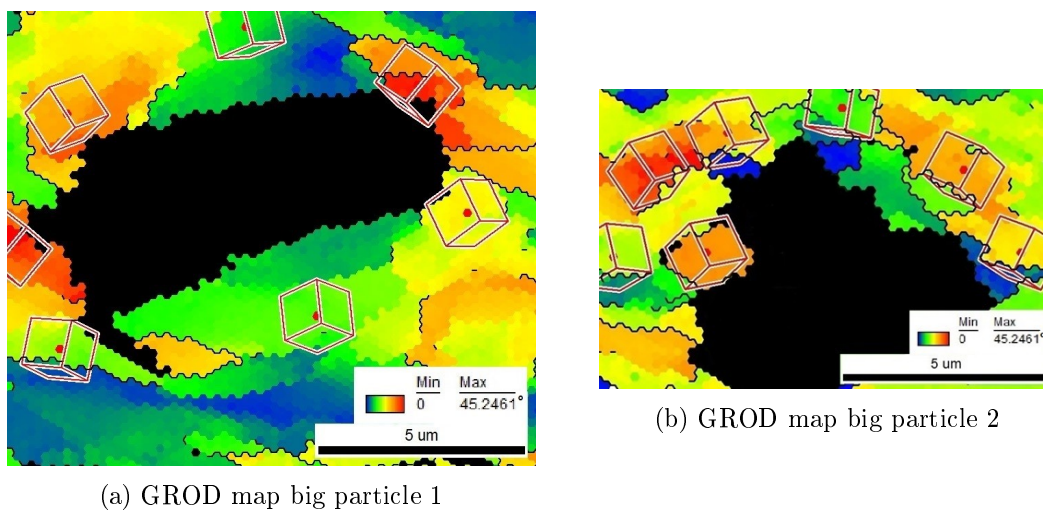 Min Max
0 45.2461°
5 um
(a) GROD map big particle 1
Min Max
0 45.2461°
5 um
(b) GROD map big particle 2